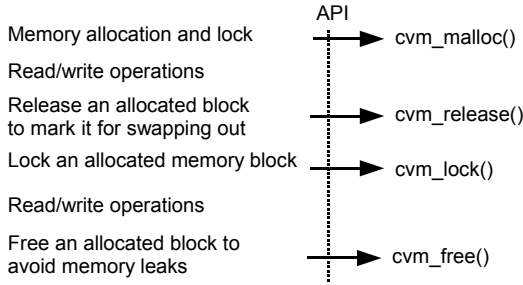 API
Memory allocation and lock cvm_malloc()
Read/write operations
Release an allocated block
to mark it for swapping out cvm_release()
Lock an allocated memory block cvm_lock()
Read/write operations
Free an allocated block to
avoid memory leaks cvm_free()